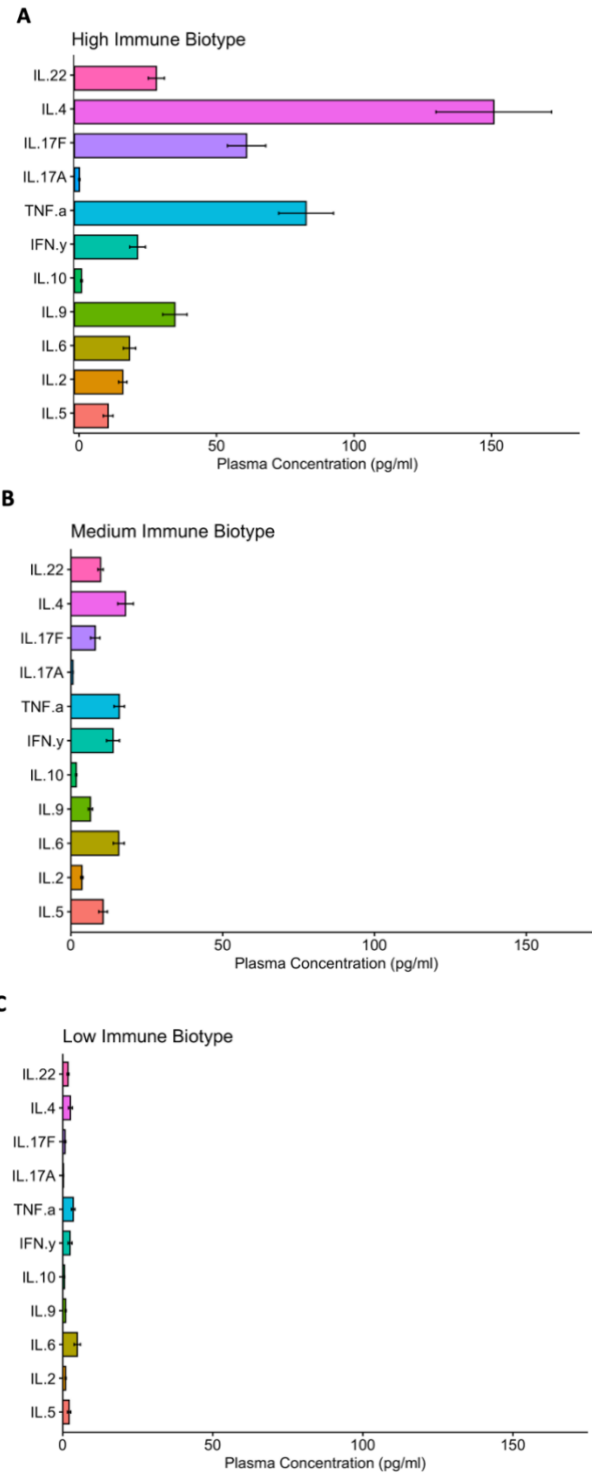 A
High Immune Biotype
IL.22
IL.4
IL.17F
IL.17A
TNF.a
IFN.y
IL.10
IL.9
IL.6
IL.2
IL.5
0 50 100 150
Plasma Concentration (pg/ml)
B
Medium Immune Biotype
IL.22
IL.4
IL.17F
IL.17A
TNF.a
IFN.y
IL.10
IL.9
IL.6
IL.2
IL.5
0 50 100 150
Plasma Concentration (pg/ml)
C
Low Immune Biotype
IL.22
IL.4
IL.17F
IL.17A
TNF.a
IFN.y
IL.10
IL.9
IL.6
IL.2
IL.5
0 50 100 150
Plasma Concentration (pg/ml)